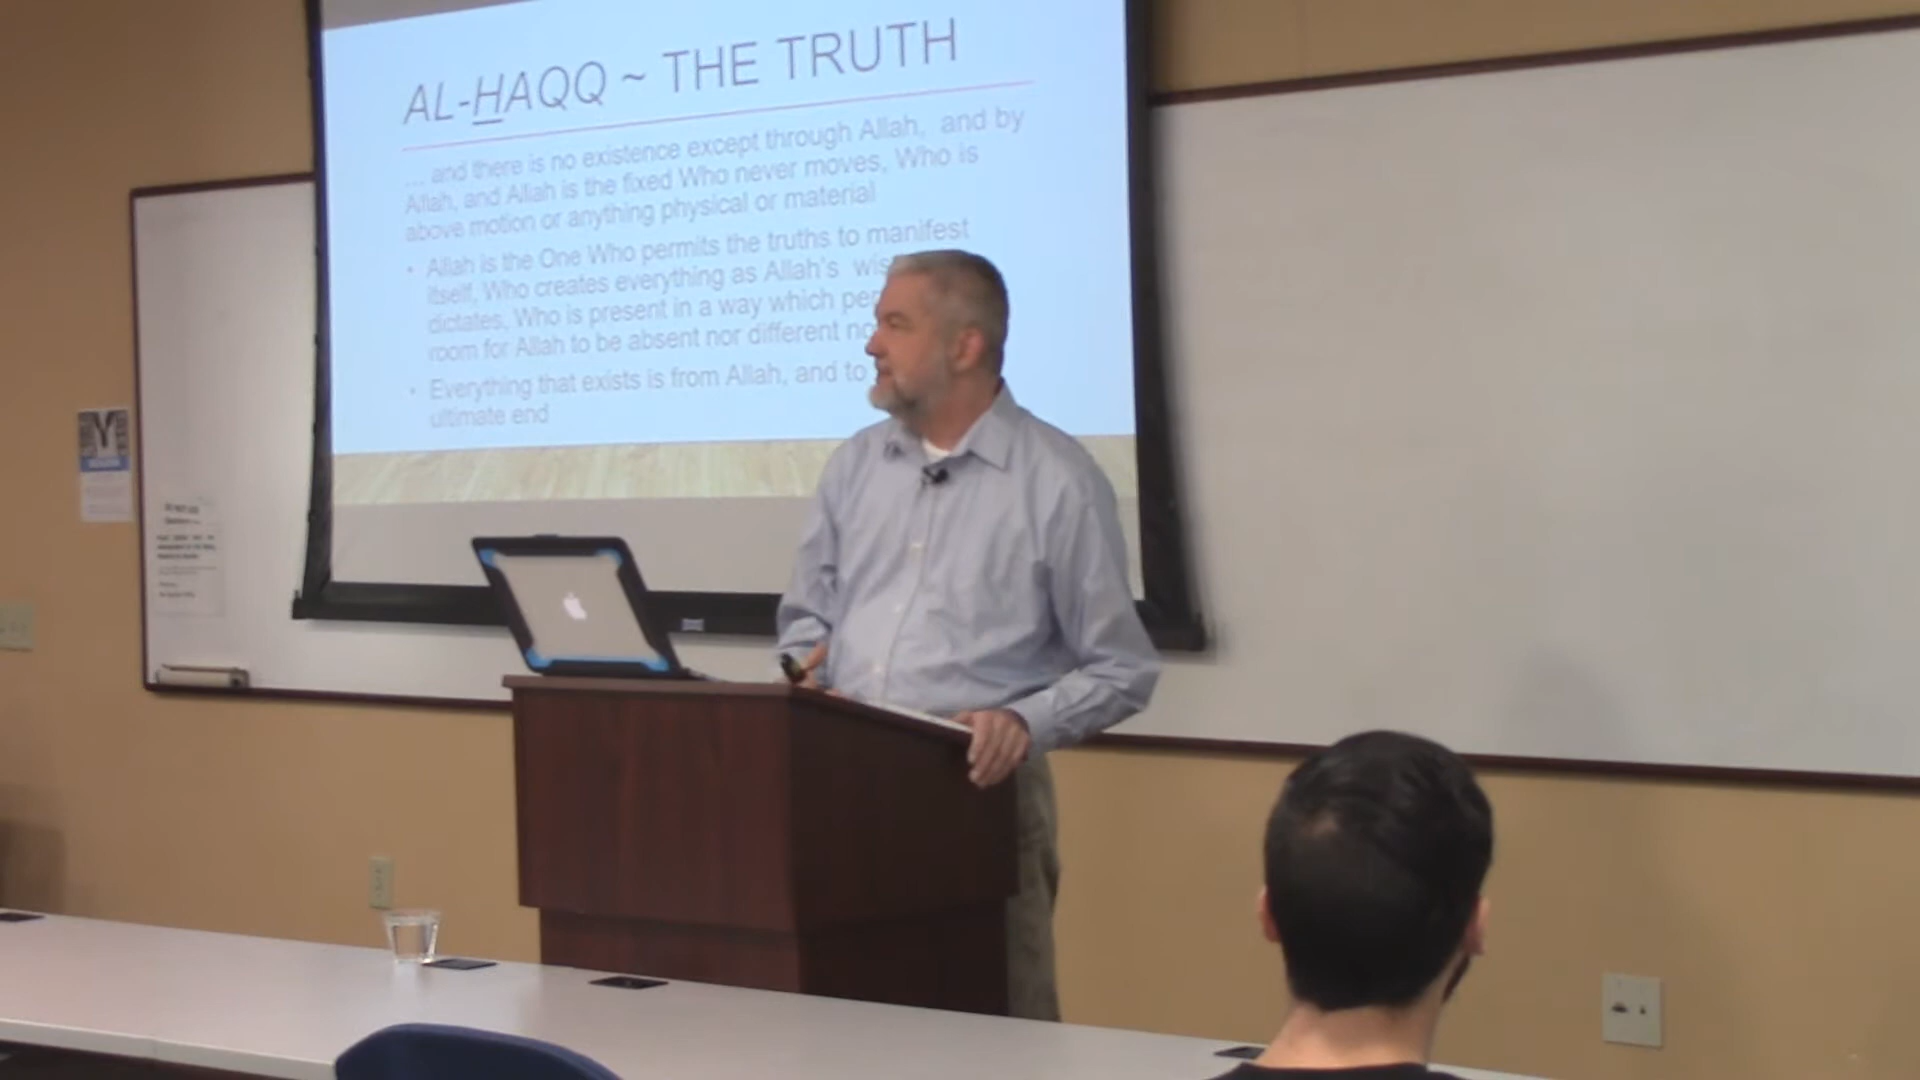 AL-HAQQ ~ THE TRUTH
... and there is no existence except through Allah, and by
Allah, and Allah is the fixed Who never moves, Who is
above motion or anything physical or material
• Allah is the One Who permits the truths to manifest
itself, Who creates everything as Allah's wis
dictates, Who is present in a way which per
room for Allah to be absent nor different no
• Everything that exists is from Allah, and to
ultimate end